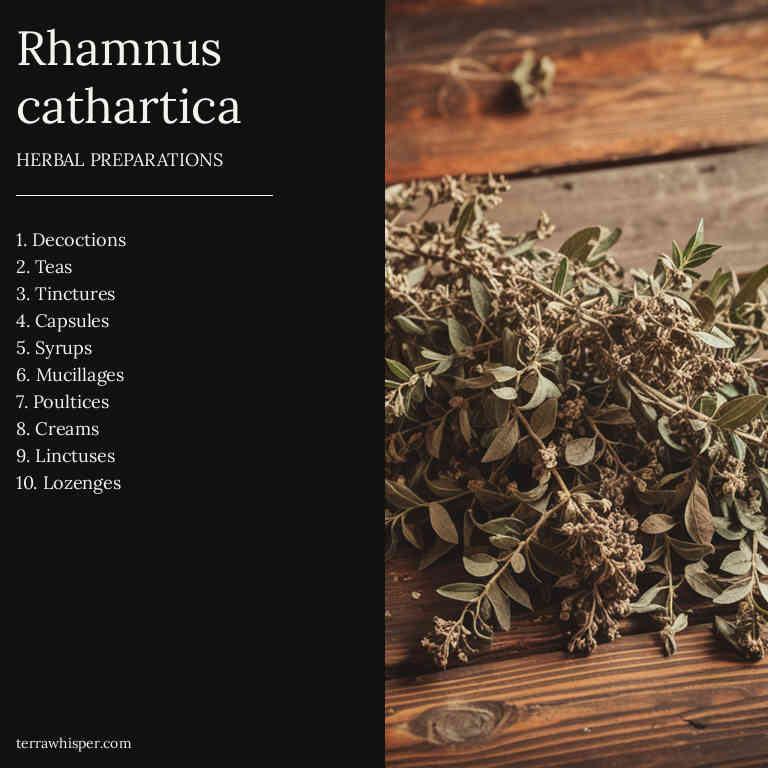 Rhamnus
cathartica
HERBAL PREPARATIONS
1. Decoctions
2. Teas
3. Tinctures
4. Capsules
5. Syrups
6. Mucillages
7. Poultices
8. Creams
9. Linctuses
10. Lozenges
terrawhisper.com